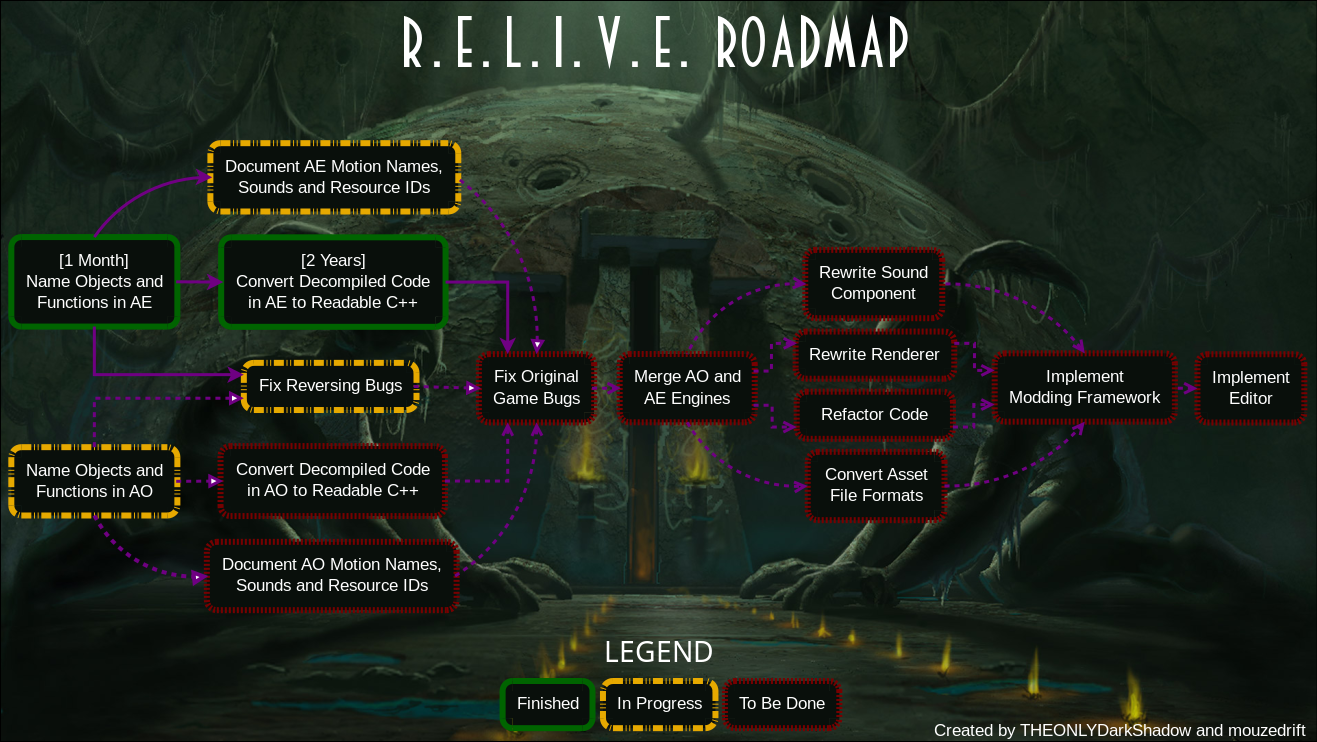 R.E.L.I.V.E. ROADMAP
Document AE Motion Names,
Sounds and Resource IDs
[1 Month]
Name Objects and
Functions in AE
[2 Years]
Convert Decompiled Code
in AE to Readable C++
Fix Reversing Bugs
Name Objects and
Functions in AO
Convert Decompiled Code
in AO to Readable C++
Document AO Motion Names,
Sounds and Resource IDs
Fix Original
Game Bugs
Merge AO and
AE Engines
Rewrite Sound
Component
Rewrite Renderer
Refactor Code
Convert Asset
File Formats
Implement
Modding Framework
Implement
Editor
LEGEND
Finished
In Progress
To Be Done
Created by THEONLYDarkShadow and mouzedrift